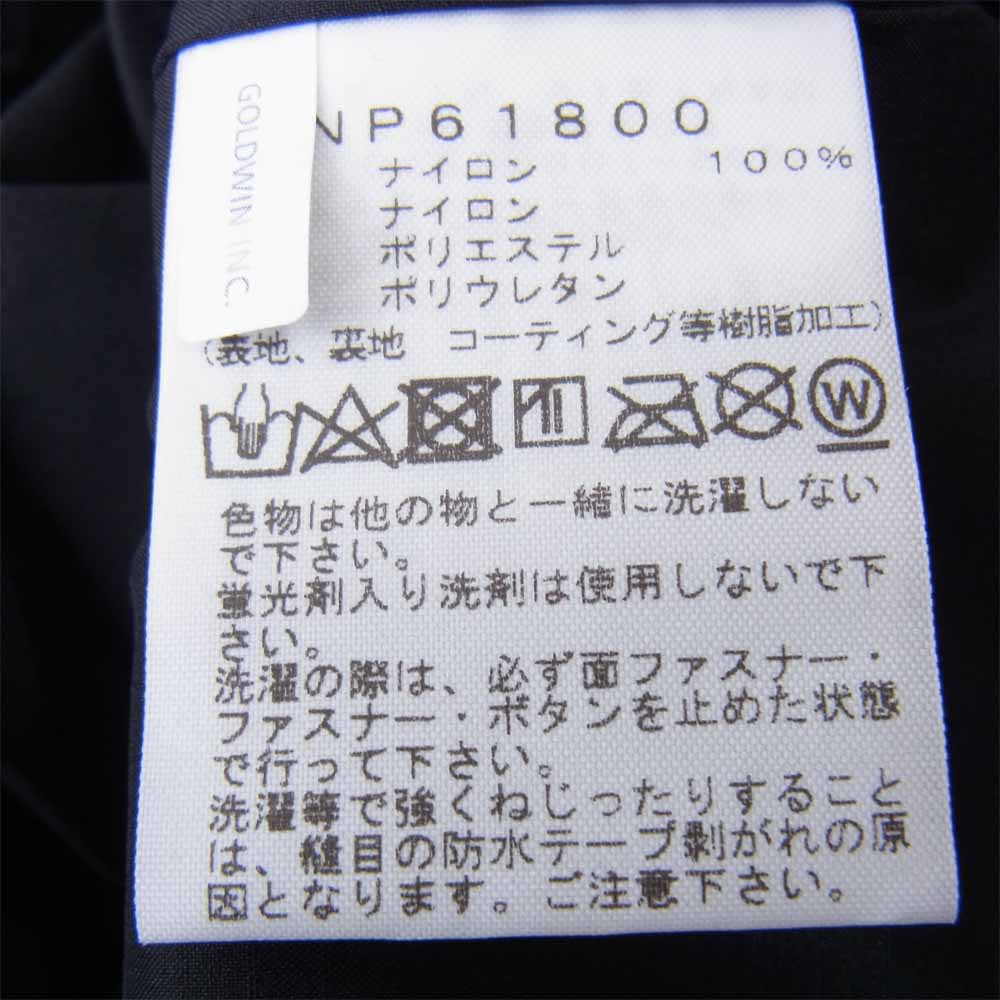 GOLDWIN INC.
NP61800
ナイロン 100%
ナイロン
ポリエステル
ポリウレタン
(表地、裏地 コーティング等樹脂加工)
W
色物は他の物と一緒に洗濯しない
で下さい。
蛍光剤入り洗剤は使用しないで下
さい。
洗濯の際は、必ず面ファスナー・
ファスナー・ボタンを止めた状態
で行って下さい。
洗濯等で強くねじったりすること
は、縫目の防水テープ剥がれの原
因となります。ご注意下さい。